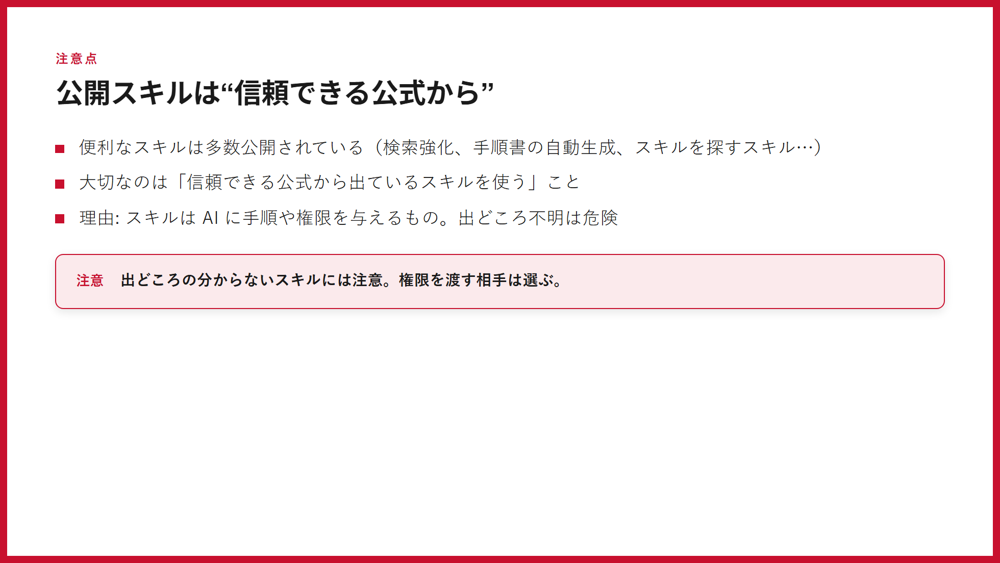 注意点
公開スキルは“信頼できる公式から”
便利なスキルは多数公開されている（検索強化、手順書の自動生成、スキルを探すスキル…）
大切なのは「信頼できる公式から出ているスキルを使う」こと
理由: スキルは AI に手順や権限を与えるもの。出どころ不明は危険
注意 出どころの分からないスキルには注意。権限を渡す相手は選ぶ。